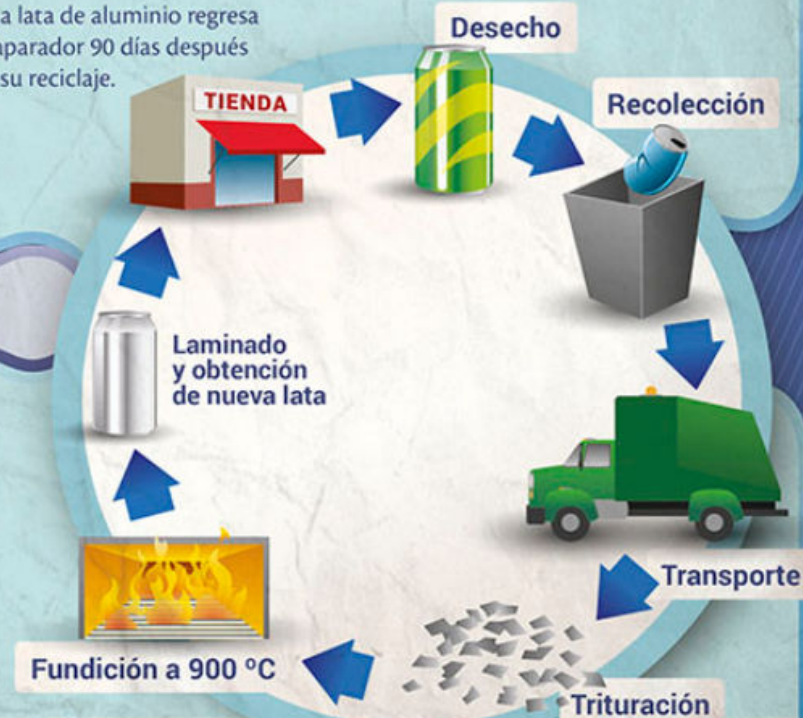 a lata de aluminio regresa
aparador 90 días después
su reciclaje.
TIENDA
Desecho
Recolección
Transporte
Trituración
Fundición a 900 ºC
Laminado
y obtención
de nueva lata